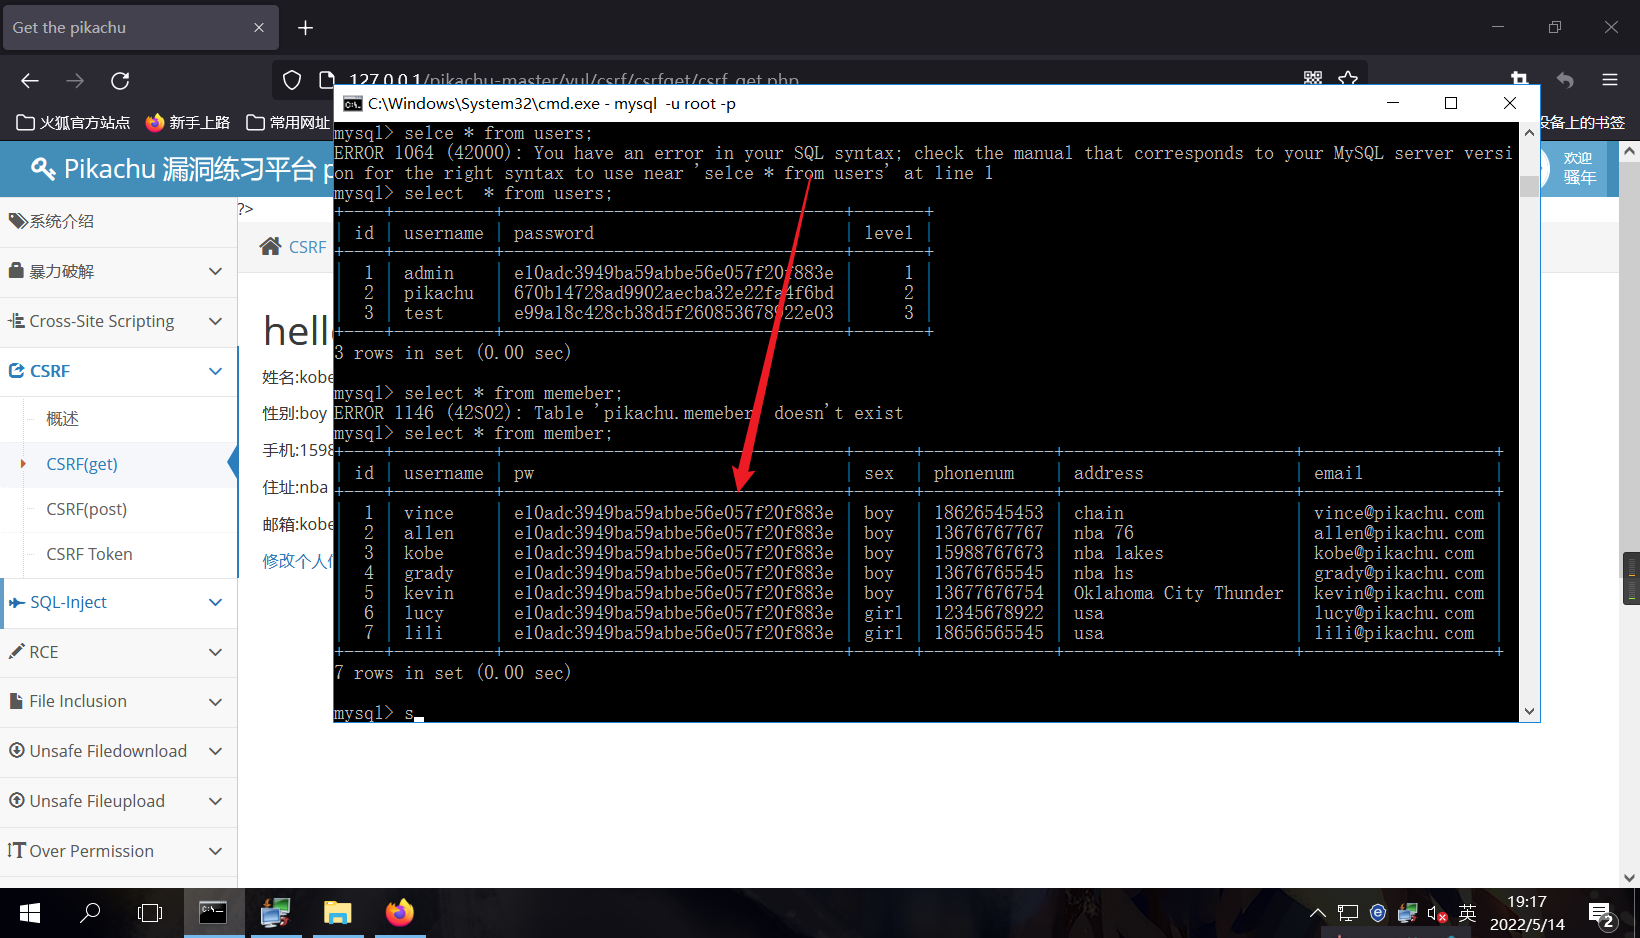 Get the pikachu
127.0.0.1/pikachu-master/vul/csrf/csrfget/csrf_get.php
火狐官方站点 新手上路 常用网址
设备上的书签
C:\Windows\System32\cmd.exe - mysql  -u root -p
Pikachu 漏洞练习平台 p
欢迎
骚年
系统介绍
暴力破解
Cross-Site Scripting
CSRF
概述
CSRF(get)
CSRF(post)
CSRF Token
SQL-Inject
RCE
File Inclusion
Unsafe Filedownload
Unsafe Fileupload
Over Permission
?>
CSRF
hello
姓名:kobe
性别:boy
手机:1598
住址:nba
邮箱:kobe
修改个人信
mysql> selce * from users;
ERROR 1064 (42000): You have an error in your SQL syntax; check the manual that corresponds to your MySQL server versi
on for the right syntax to use near 'selce * from users' at line 1
mysql> select  * from users;
+----+----------+----------------------------------+-------+
| id | username | password                         | level |
+----+----------+----------------------------------+-------+
|  1 | admin    | e10adc3949ba59abbe56e057f20f883e |     1 |
|  2 | pikachu  | 670b14728ad9902aecba32e22fa4f6bd |     2 |
|  3 | test     | e99a18c428cb38d5f260853678922e03 |     3 |
+----+----------+----------------------------------+-------+
3 rows in set (0.00 sec)
mysql> select * from memeber;
ERROR 1146 (42S02): Table 'pikachu.memeber' doesn't exist
mysql> select * from member;
+----+----------+----------------------------------+------+-------------+-----------------------+-------------------+
| id | username | pw                               | sex  | phonenum    | address               | email             |
+----+----------+----------------------------------+------+-------------+-----------------------+-------------------+
|  1 | vince    | e10adc3949ba59abbe56e057f20f883e | boy  | 18626545453 | chain                 | vince@pikachu.com |
|  2 | allen    | e10adc3949ba59abbe56e057f20f883e | boy  | 13676767767 | nba 76                | allen@pikachu.com |
|  3 | kobe     | e10adc3949ba59abbe56e057f20f883e | boy  | 15988767673 | nba lakes             | kobe@pikachu.com  |
|  4 | grady    | e10adc3949ba59abbe56e057f20f883e | boy  | 13676765545 | nba hs                | grady@pikachu.com |
|  5 | kevin    | e10adc3949ba59abbe56e057f20f883e | boy  | 13677676754 | Oklahoma City Thunder | kevin@pikachu.com |
|  6 | lucy     | e10adc3949ba59abbe56e057f20f883e | girl | 12345678922 | usa                   | lucy@pikachu.com  |
|  7 | lili     | e10adc3949ba59abbe56e057f20f883e | girl | 18656565545 | usa                   | lili@pikachu.com  |
+----+----------+----------------------------------+------+-------------+-----------------------+-------------------+
7 rows in set (0.00 sec)
mysql> s_
英
19:17
2022/5/14
2